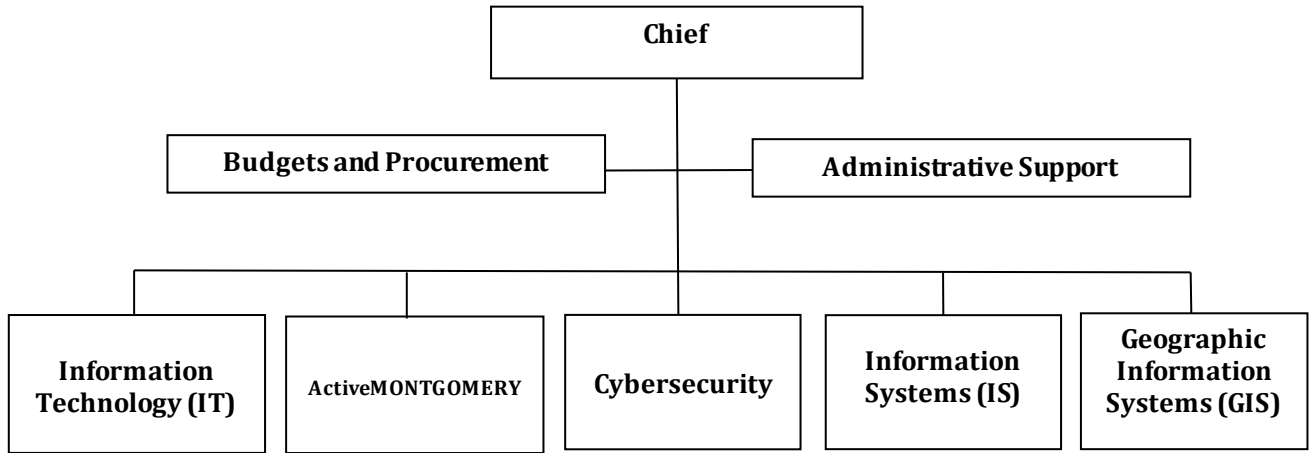 Chief
Budgets and Procurement
Administrative Support
Information
Technology (IT)
ActiveMONTGOMERY
Cybersecurity
Information
Systems (IS)
Geographic
Information
Systems (GIS)